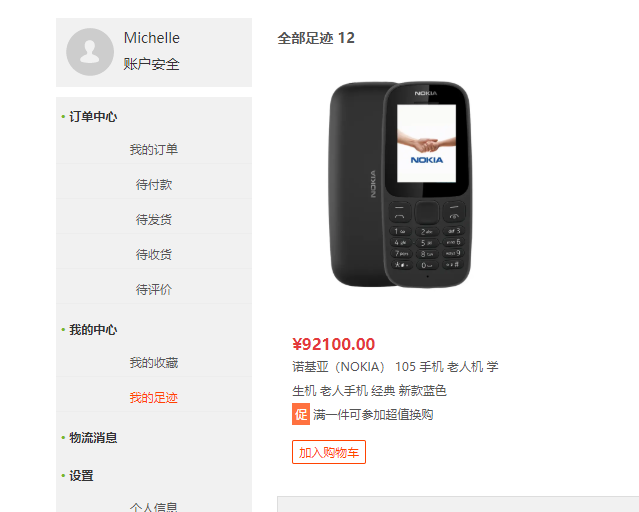 Michelle
账户安全
订单中心
我的订单
待付款
待发货
待收货
待评价
我的中心
我的收藏
我的足迹
物流消息
设置
个人信息
全部足迹 12
NOKIA
NOKIA
NOKIA
¥92100.00
诺基亚（NOKIA） 105 手机 老人机 学
生机 老人手机 经典 新款蓝色
促 满一件可参加超值换购
加入购物车